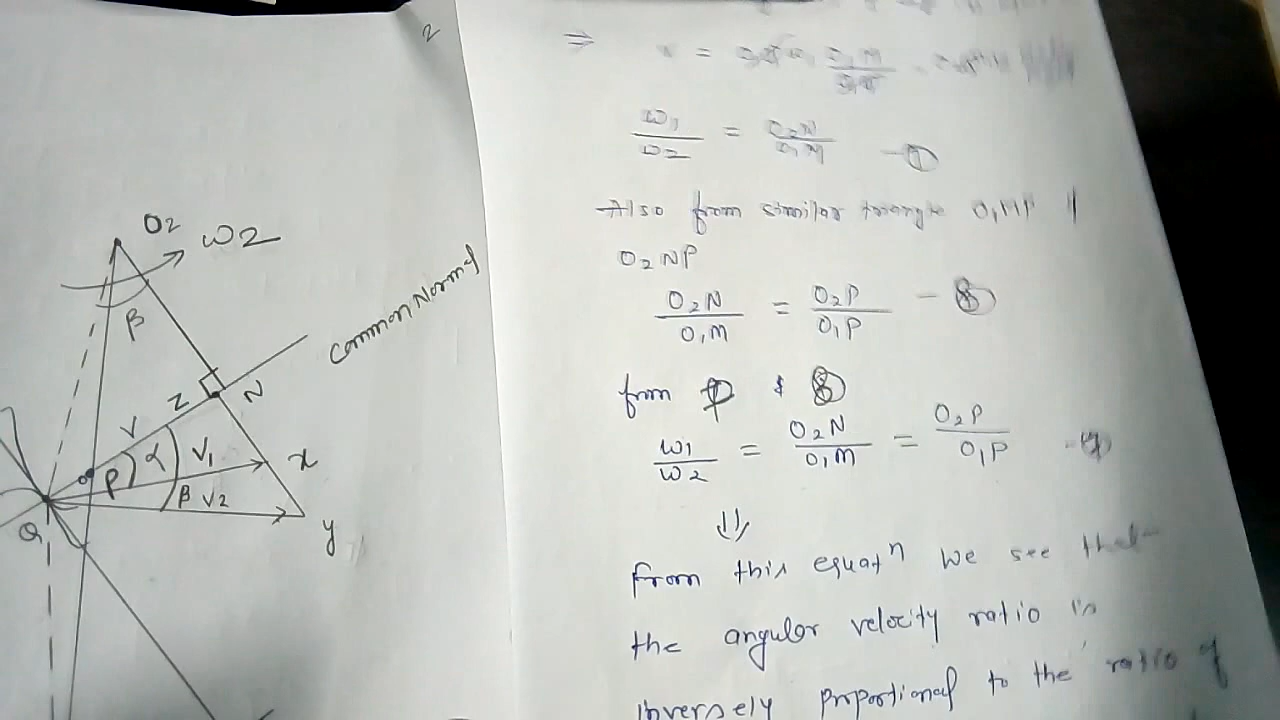 2
O2
ω2
β
Common Normal
Z
N
V
α
V1
x
P
β V2
y
Q
⇒
ω1/ω2 = O2N/O1M - ①
Also from similar triangle O1MP &
O2NP
O2N/O1M = O2P/O1P - ⑧
from & ⑧
ω1/ω2 = O2N/O1M = O2P/O1P
⇓
From this equatn we see that
the angular velocity ratio is
inversely proportional to the ratio of